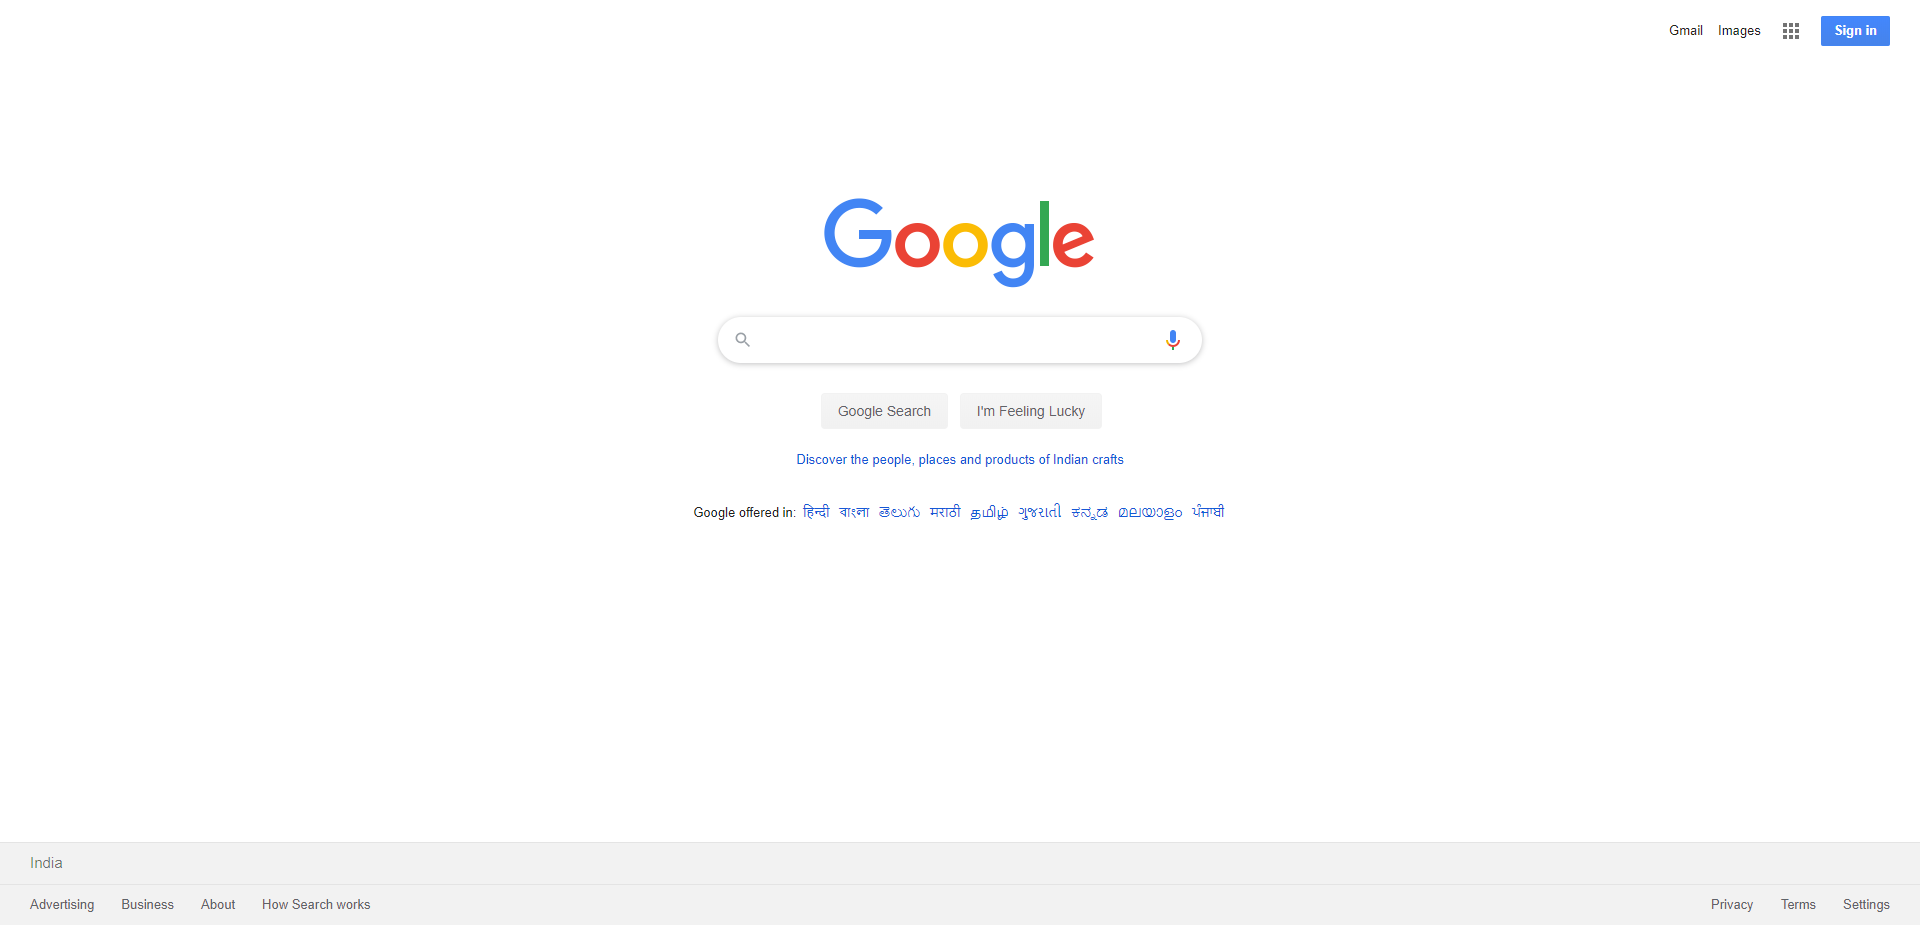 Gmail Images Sign in
Google
Google Search I'm Feeling Lucky
Discover the people, places and products of Indian crafts
Google offered in: हिन्दी বাংলা తెలుగు मराठी தமிழ் ગુજરાતી ಕನ್ನಡ മലയാളം ਪੰਜਾਬੀ
India
Advertising Business About How Search works Privacy Terms Settings